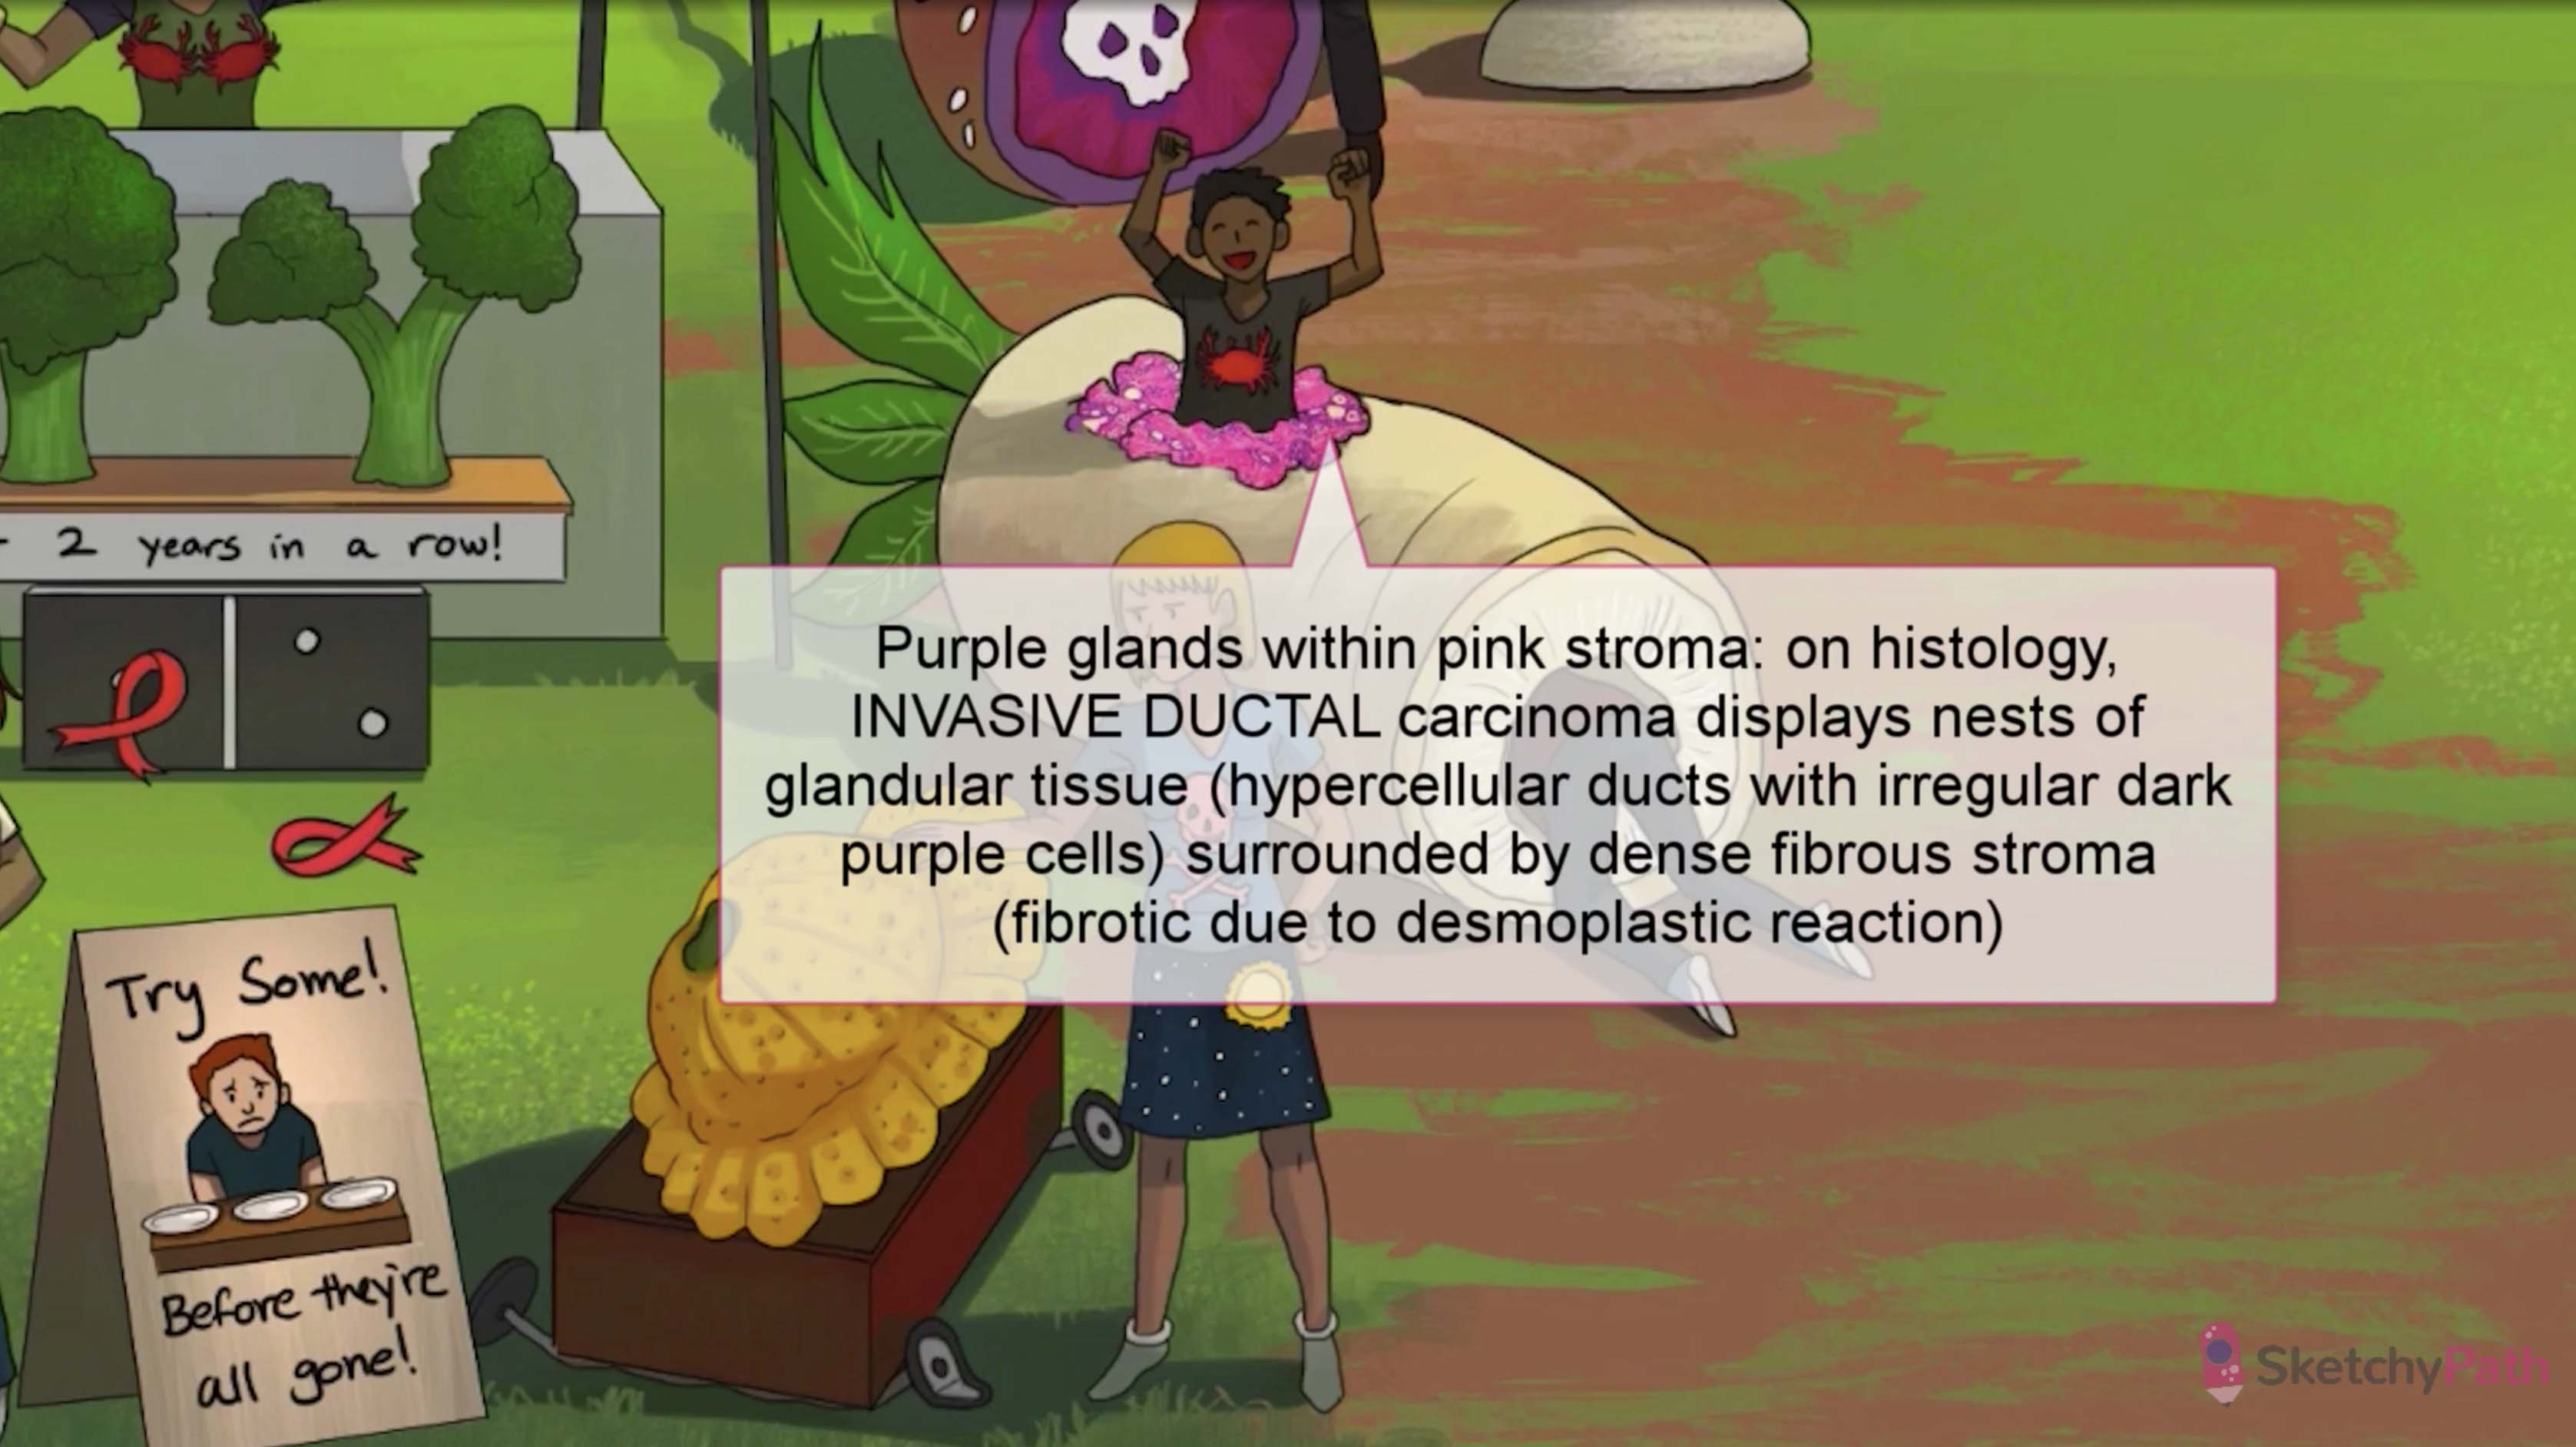 2 years in a row!
Purple glands within pink stroma: on histology,
INVASIVE DUCTAL carcinoma displays nests of
glandular tissue (hypercellular ducts with irregular dark
purple cells) surrounded by dense fibrous stroma
(fibrotic due to desmoplastic reaction)
Try Some!
Before they're
all gone!
SketchyPath